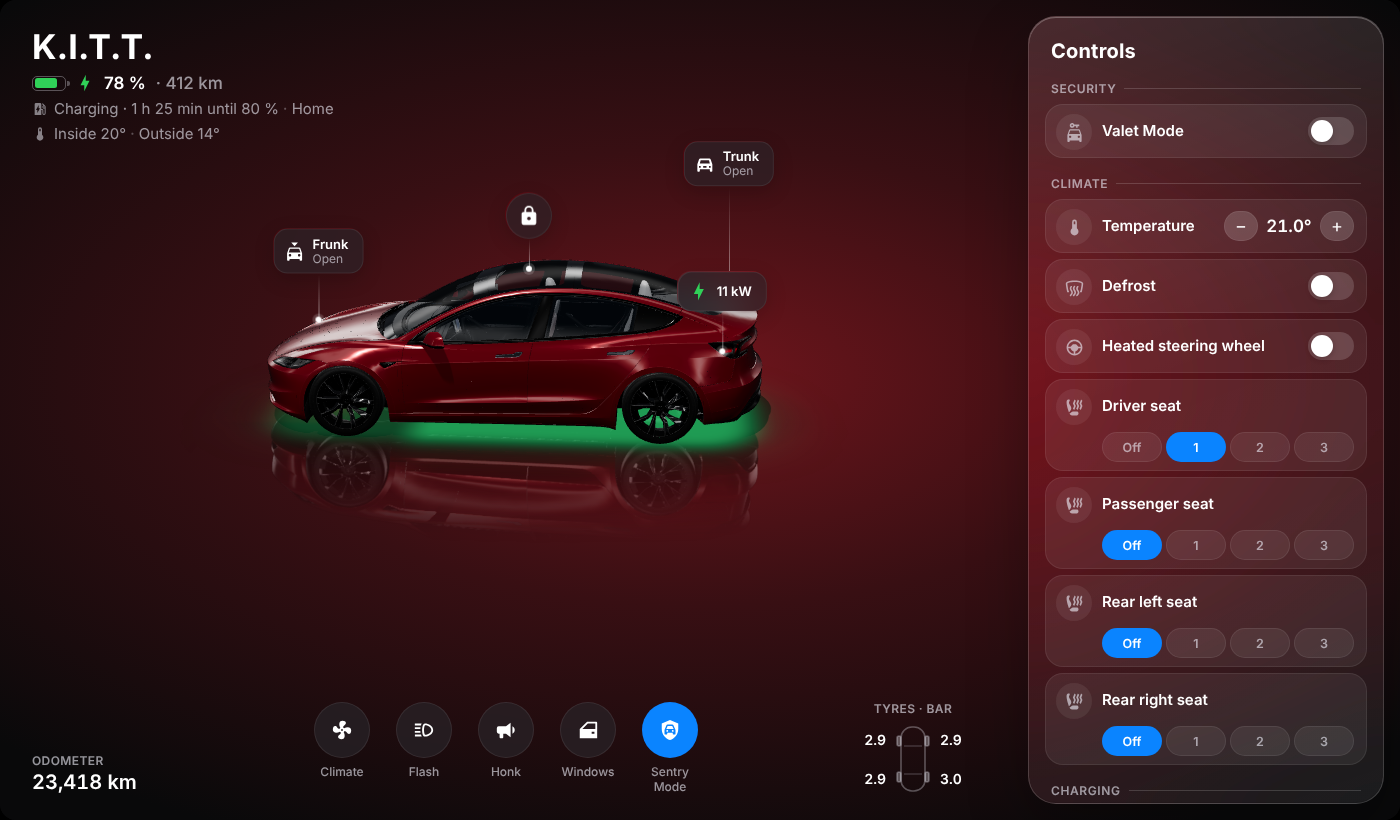 K.I.T.T.
78 % · 412 km
Charging · 1 h 25 min until 80 % · Home
Inside 20° · Outside 14°
Trunk
Open
Frunk
Open
11 kW
ODOMETER
23,418 km
Climate
Flash
Honk
Windows
Sentry
Mode
TYRES · BAR
2.9 2.9
2.9 3.0
Controls
SECURITY
Valet Mode
CLIMATE
Temperature − 21.0° +
Defrost
Heated steering wheel
Driver seat
Off 1 2 3
Passenger seat
Off 1 2 3
Rear left seat
Off 1 2 3
Rear right seat
Off 1 2 3
CHARGING